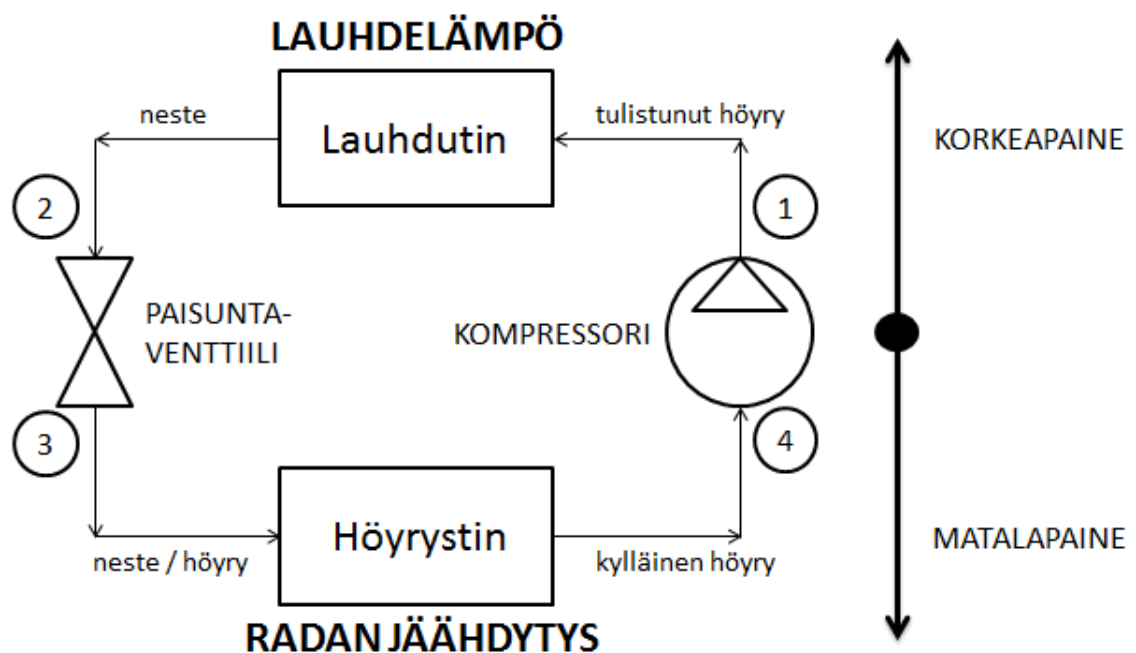 LAUHDELÄMPÖ
neste
Lauhdutin
tulistunut höyry
KORKEAPAINE
2
1
PAISUNTA-
VENTTIILI
KOMPRESSORI
3
4
neste / höyry
Höyrystin
kylläinen höyry
MATALAPAINE
RADAN JÄÄHDYTYS